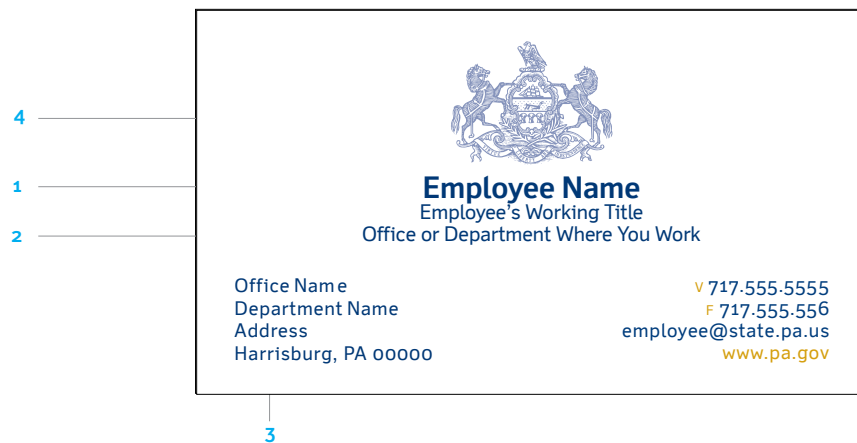 4
1
2
Employee Name
Employee's Working Title
Office or Department Where You Work
Office Name
Department Name
Address
Harrisburg, PA 00000
V 717.555.5555
F 717.555.556
employee@state.pa.us
www.pa.gov
3